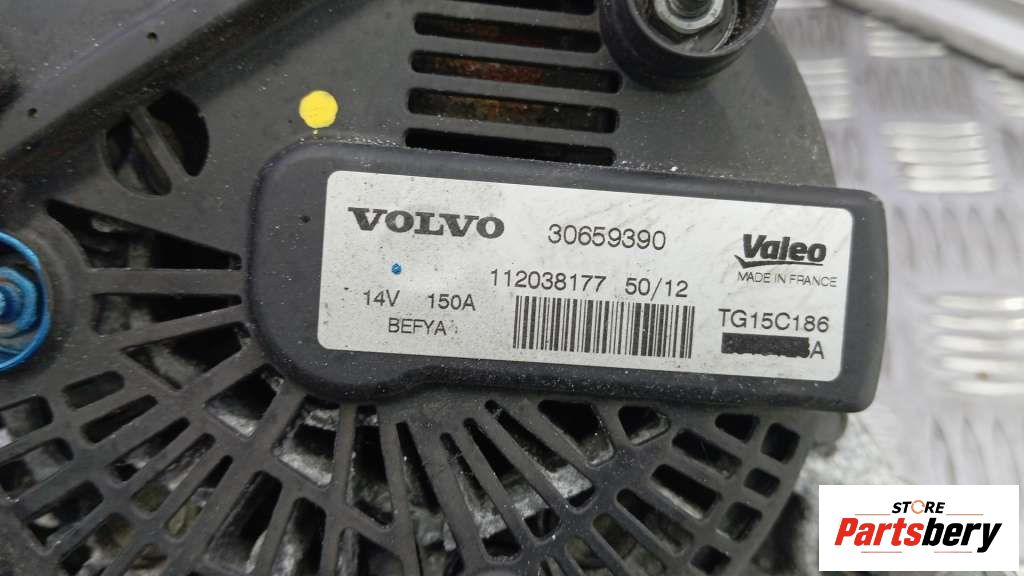 VOLVO 30659390 Valeo
MADE IN FRANCE
112038177 50/12
14V 150A
TG15C186
BEFYA
A
STORE
Partsbery